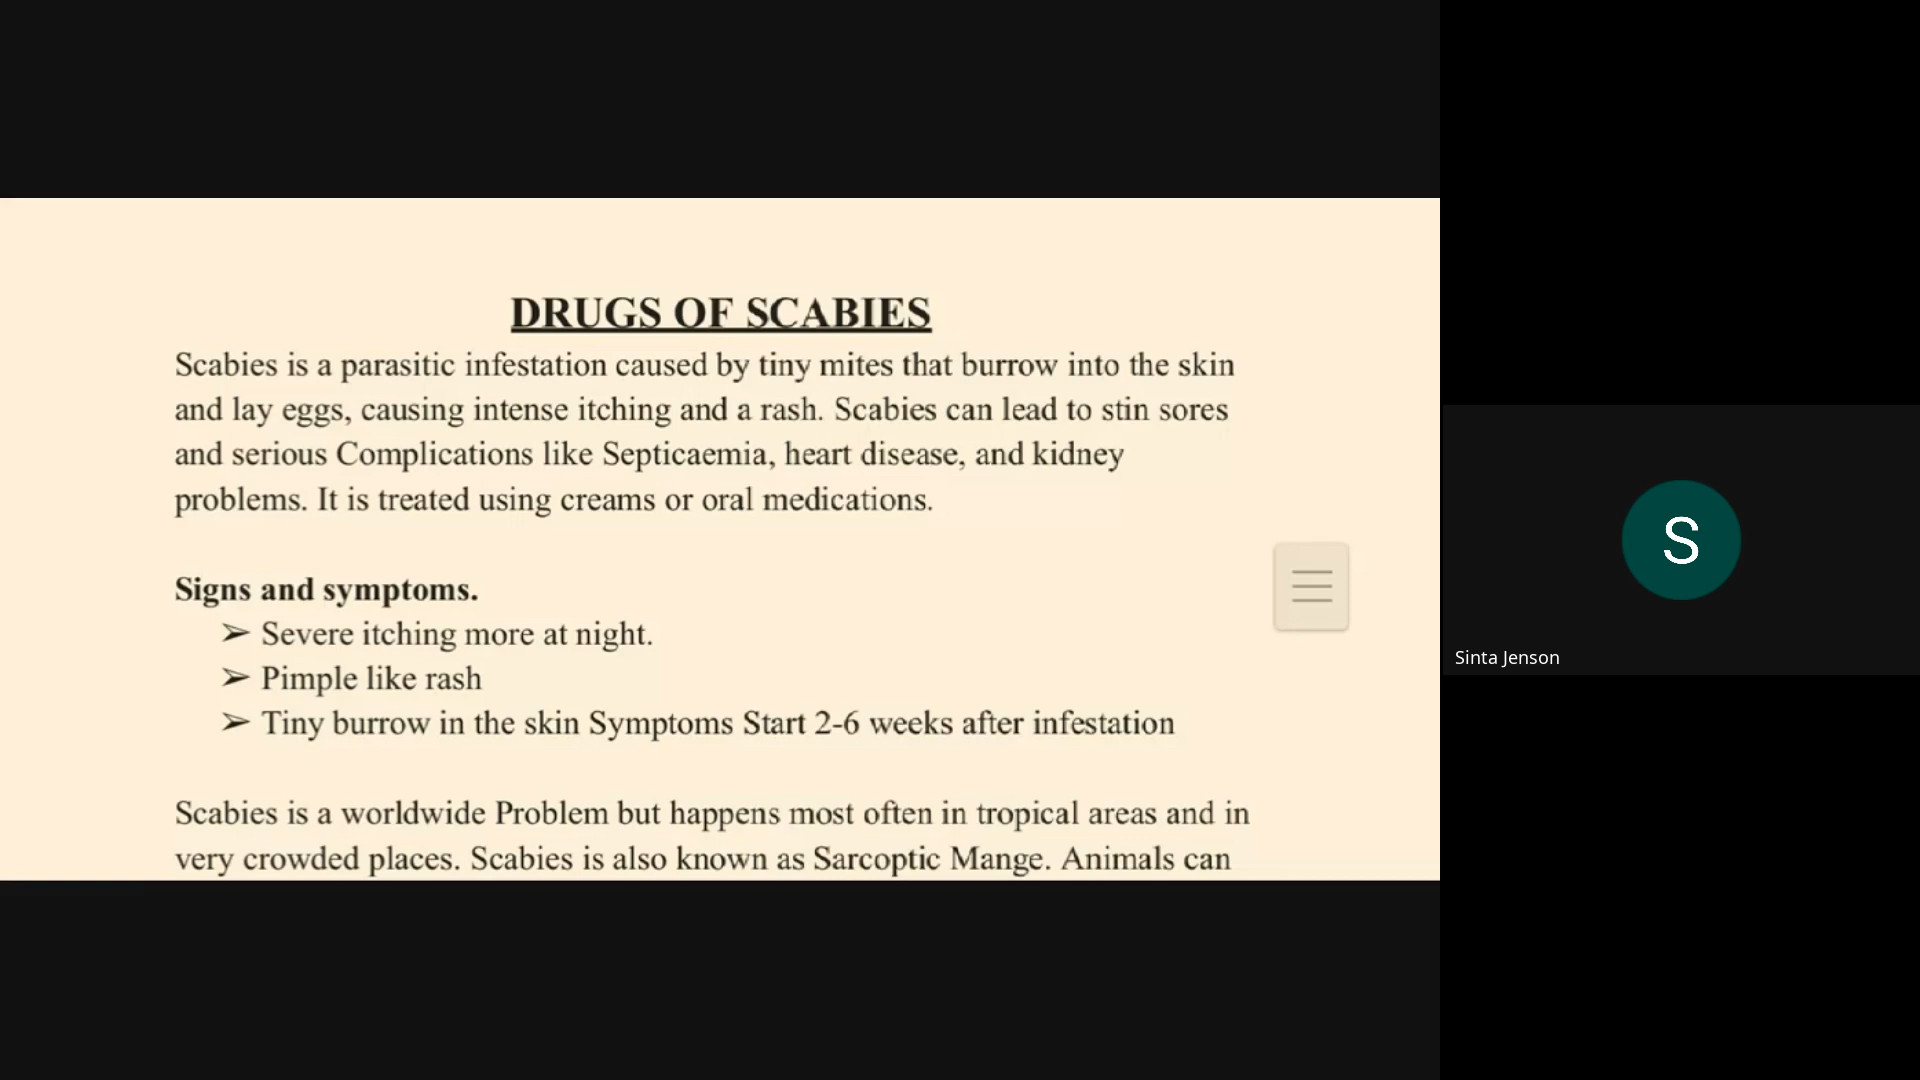 DRUGS OF SCABIES
Scabies is a parasitic infestation caused by tiny mites that burrow into the skin
and lay eggs, causing intense itching and a rash. Scabies can lead to stin sores
and serious Complications like Septicaemia, heart disease, and kidney
problems. It is treated using creams or oral medications.
Signs and symptoms.
➢ Severe itching more at night.
➢ Pimple like rash
➢ Tiny burrow in the skin Symptoms Start 2-6 weeks after infestation
Scabies is a worldwide Problem but happens most often in tropical areas and in
very crowded places. Scabies is also known as Sarcoptic Mange. Animals can
S
Sinta Jenson